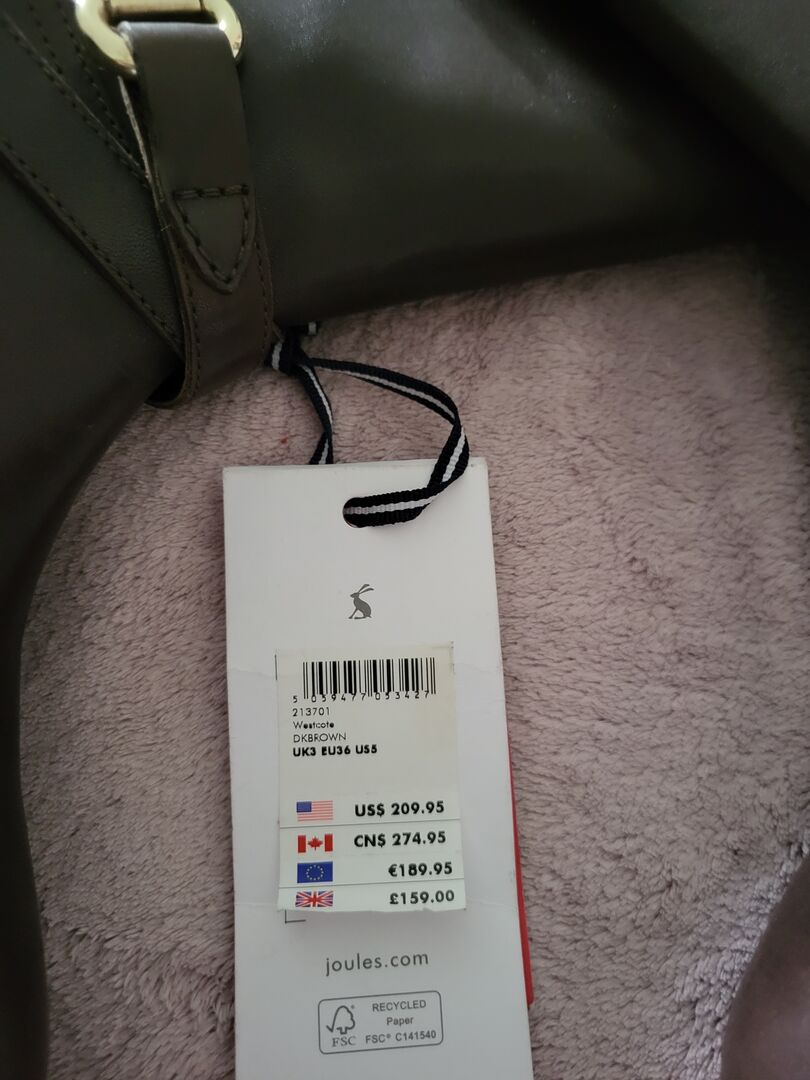 5 059477 053427
213701
Westcote
DKBROWN
UK3 EU36 US5
US$ 209.95
CN$ 274.95
€189.95
£159.00
joules.com
RECYCLED
Paper
FSC® C141540
FSC